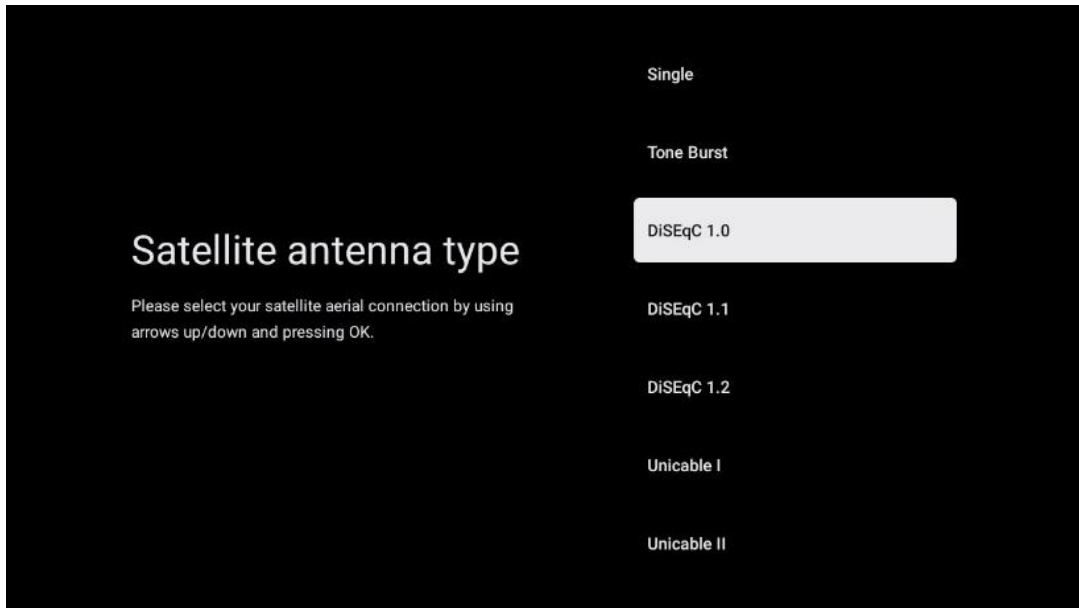 Satellite antenna type
Please select your satellite aerial connection by using
arrows up/down and pressing OK.
Single
Tone Burst
DiSEqC 1.0
DiSEqC 1.1
DiSEqC 1.2
Unicable I
Unicable II